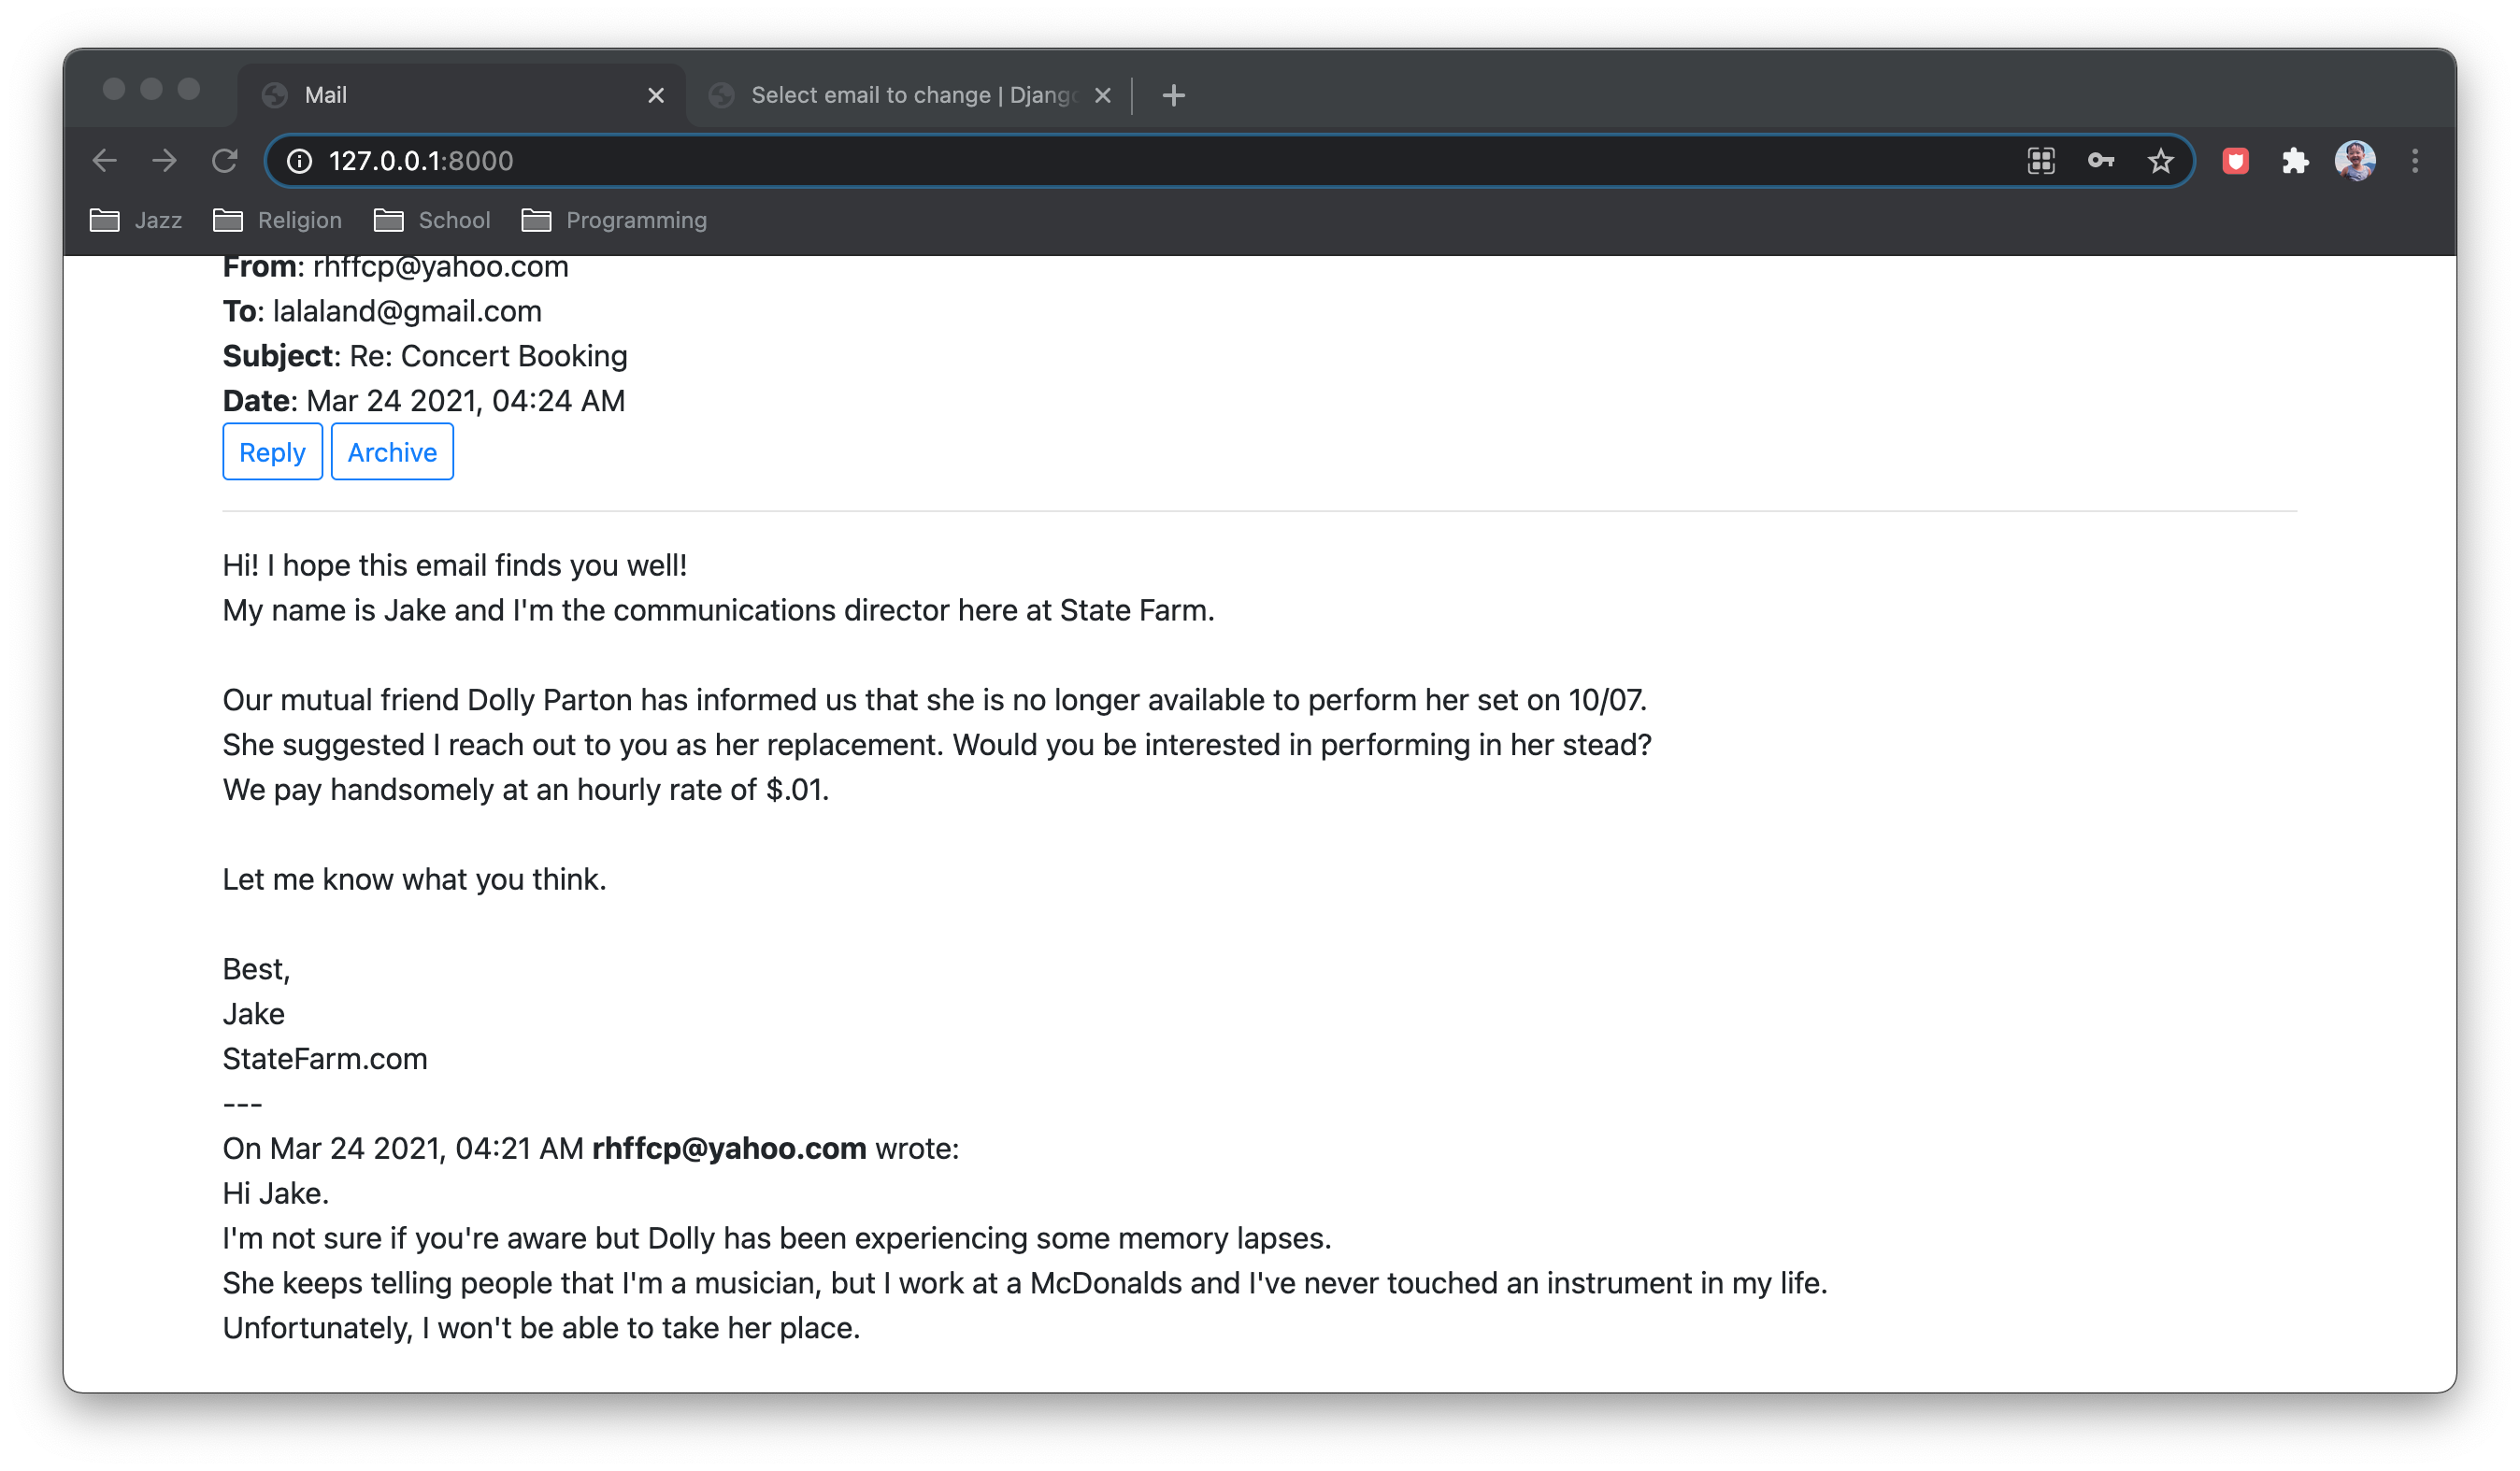 Mail
Select email to change | Djang
127.0.0.1:8000
Jazz Religion School Programming
From: rhffcp@yahoo.com
To: lalaland@gmail.com
Subject: Re: Concert Booking
Date: Mar 24 2021, 04:24 AM
Reply Archive
Hi! I hope this email finds you well!
My name is Jake and I'm the communications director here at State Farm.
Our mutual friend Dolly Parton has informed us that she is no longer available to perform her set on 10/07.
She suggested I reach out to you as her replacement. Would you be interested in performing in her stead?
We pay handsomely at an hourly rate of $.01.
Let me know what you think.
Best,
Jake
StateFarm.com
---
On Mar 24 2021, 04:21 AM rhffcp@yahoo.com wrote:
Hi Jake.
I'm not sure if you're aware but Dolly has been experiencing some memory lapses.
She keeps telling people that I'm a musician, but I work at a McDonalds and I've never touched an instrument in my life.
Unfortunately, I won't be able to take her place.